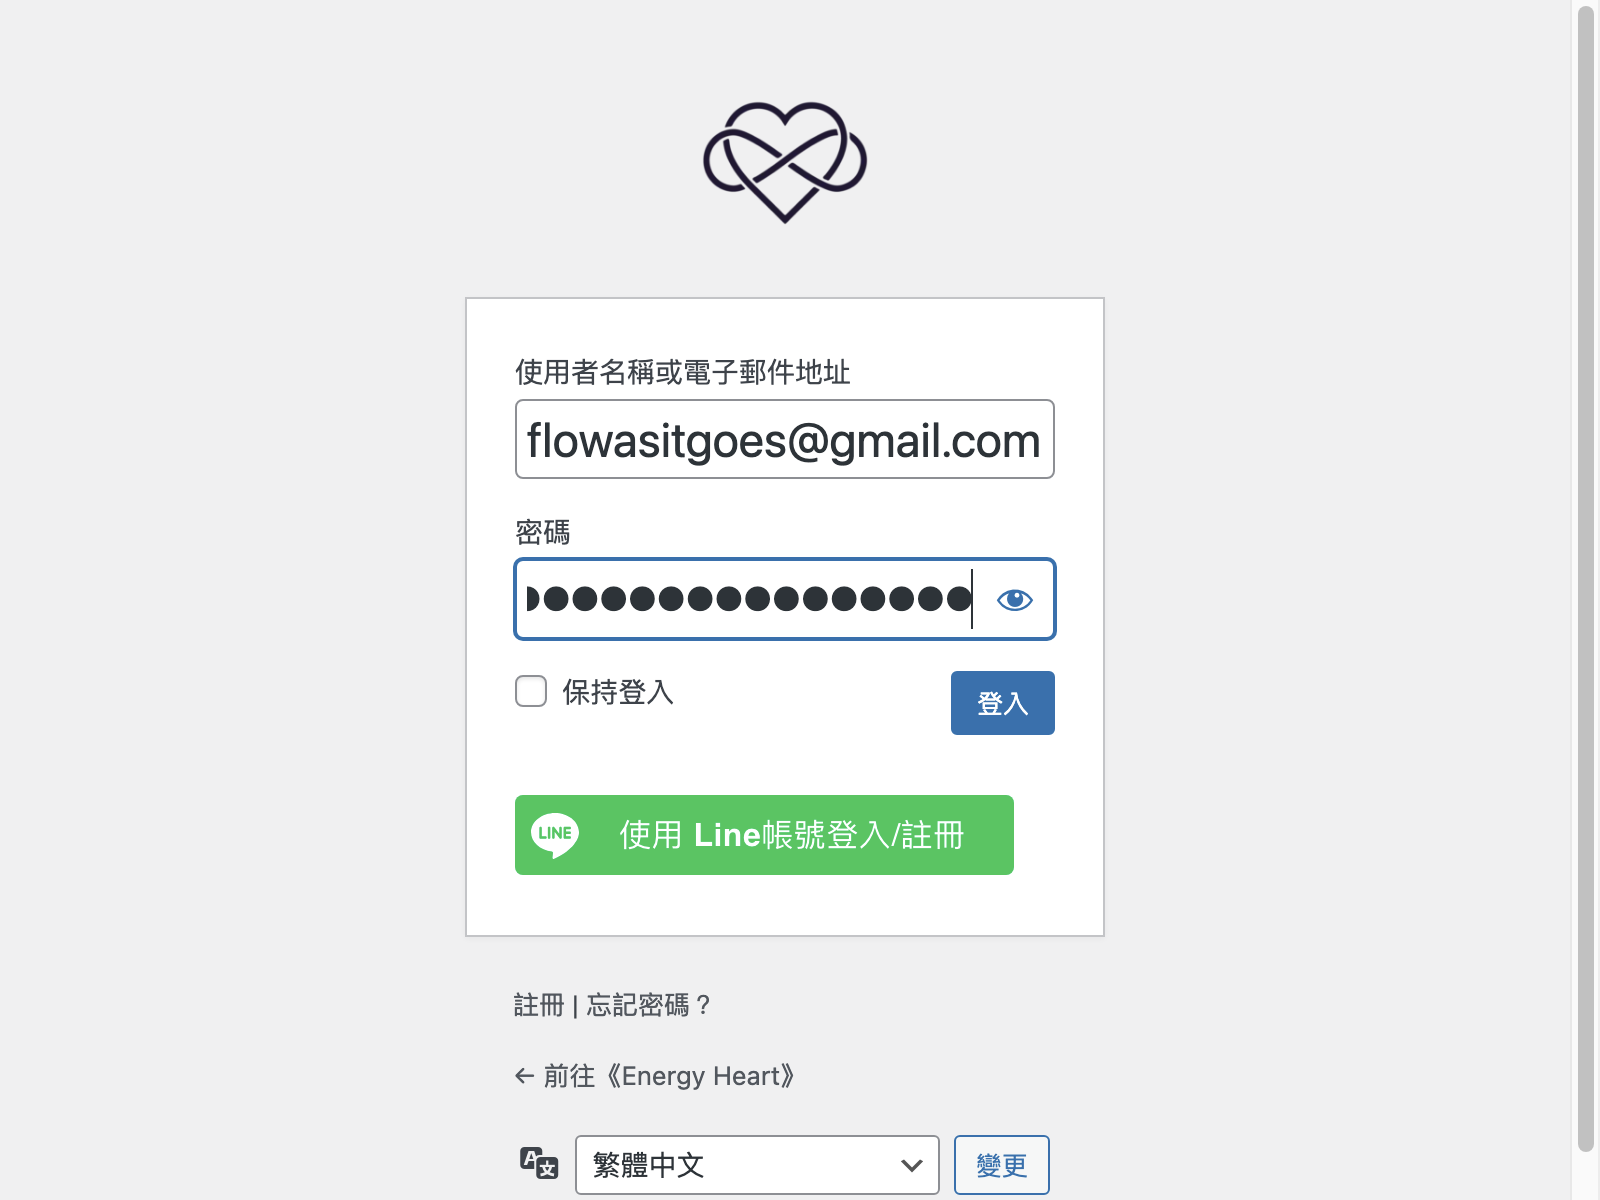 使用者名稱或電子郵件地址
flowasitgoes@gmail.com
密碼
保持登入
登入
LINE
使用 Line帳號登入/註冊
註冊 | 忘記密碼？
← 前往《Energy Heart》
A文
繁體中文
變更